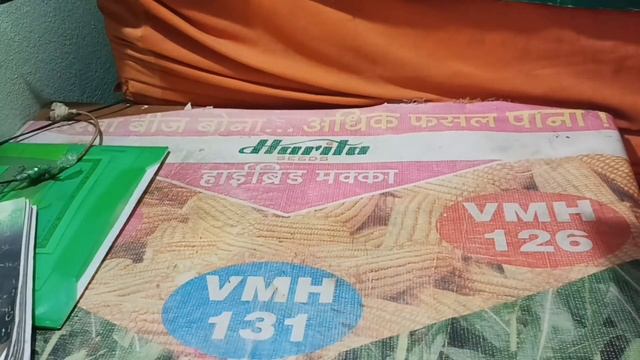 बीज बोना... अधिक फसल पाना !
Harita
SEEDS
हाईब्रिड मक्का
VMH
126
VMH
131